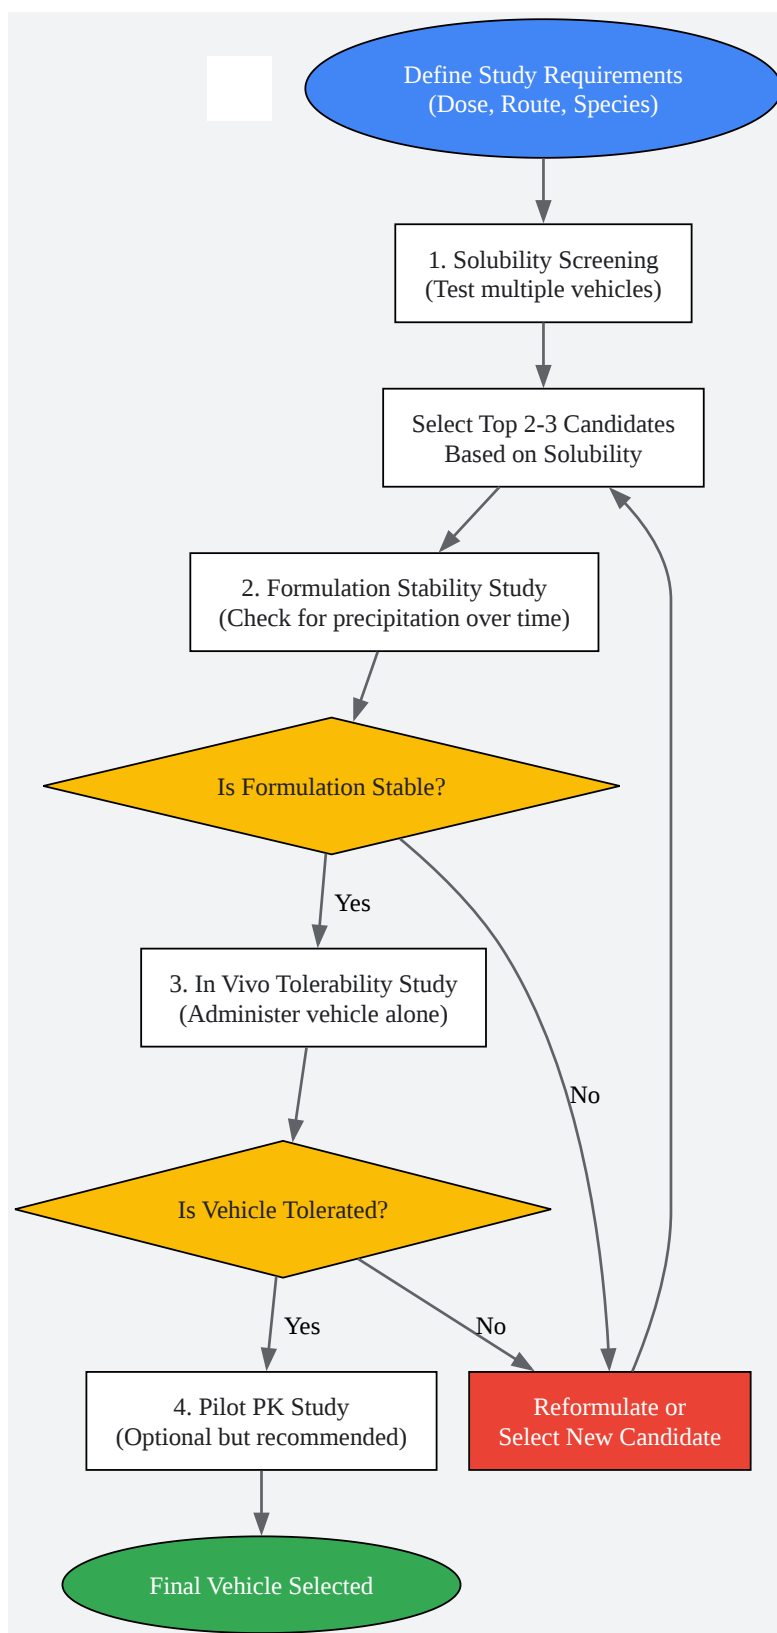 Define Study Requirements
(Dose, Route, Species)
1. Solubility Screening
(Test multiple vehicles)
Select Top 2-3 Candidates
Based on Solubility
2. Formulation Stability Study
(Check for precipitation over time)
Is Formulation Stable?
Yes
3. In Vivo Tolerability Study
(Administer vehicle alone)
No
Is Vehicle Tolerated?
Yes
No
4. Pilot PK Study
(Optional but recommended)
Reformulate or
Select New Candidate
Final Vehicle Selected